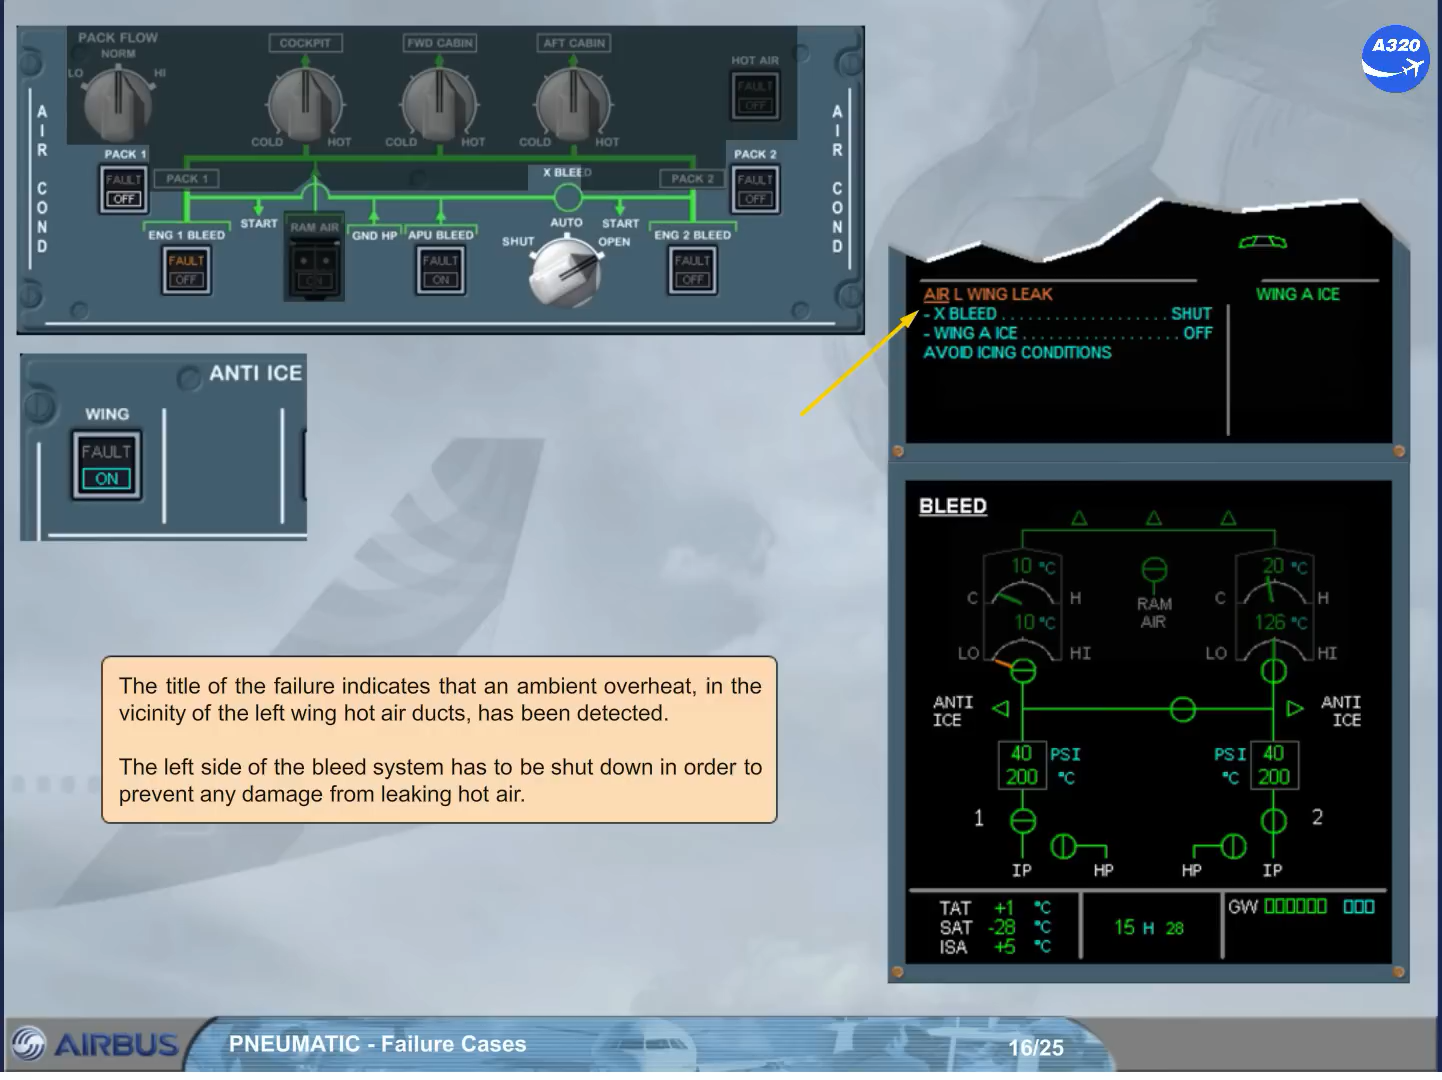 PACK FLOW
NORM
LO
HI
COCKPIT
FWD CABIN
AFT CABIN
HOT AIR
FAULT
OFF
COLD HOT
COLD HOT
COLD HOT
AIR COND
AIR COND
PACK 1
FAULT
OFF
PACK 1
X BLEED
PACK 2
PACK 2
FAULT
OFF
START
RAM AIR
GND HP
APU BLEED
AUTO
START
ENG 1 BLEED
SHUT
OPEN
ENG 2 BLEED
FAULT
OFF
ON
FAULT
ON
FAULT
OFF
A320
AIR L WING LEAK
- X BLEED ................... SHUT
- WING A ICE .................. OFF
AVOID ICING CONDITIONS
WING A ICE
ANTI ICE
WING
FAULT
ON
The title of the failure indicates that an ambient overheat, in the
vicinity of the left wing hot air ducts, has been detected.
The left side of the bleed system has to be shut down in order to
prevent any damage from leaking hot air.
BLEED
10 °C
20 °C
C H
RAM
AIR
C H
10 °C
126 °C
LO HI
LO HI
ANTI
ICE
ANTI
ICE
40 PSI
200 °C
PSI 40
°C 200
1
2
IP HP
HP IP
TAT +1 °C
SAT -28 °C
ISA +5 °C
15 H 28
GW
AIRBUS
PNEUMATIC - Failure Cases
16/25